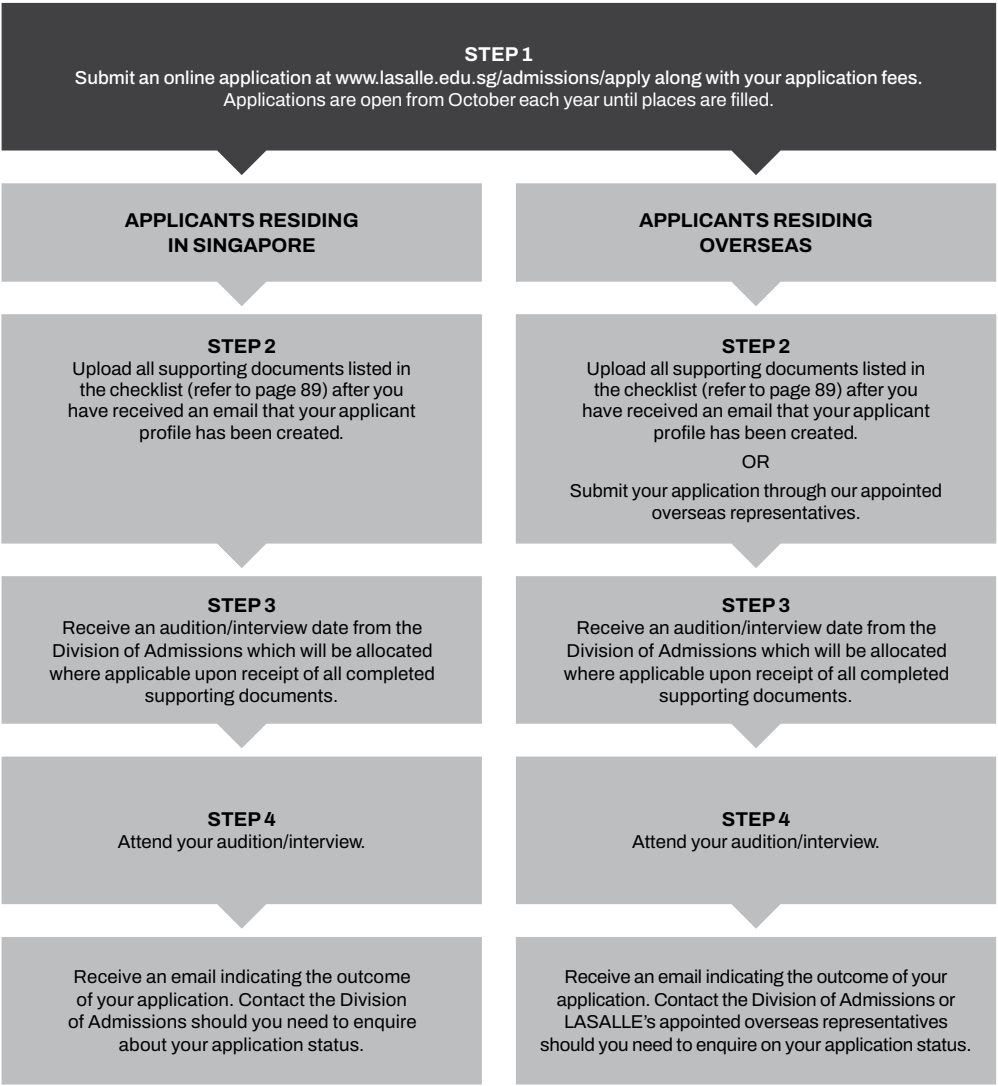 STEP 1
Submit an online application at www.lasalle.edu.sg/admissions/apply along with your application fees.
Applications are open from October each year until places are filled.
APPLICANTS RESIDING
IN SINGAPORE
STEP 2
Upload all supporting documents listed in
the checklist (refer to page 89) after you
have received an email that your applicant
profile has been created.
STEP 3
Receive an audition/interview date from the
Division of Admissions which will be allocated
where applicable upon receipt of all completed
supporting documents.
STEP 4
Attend your audition/interview.
Receive an email indicating the outcome
of your application. Contact the Division
of Admissions should you need to enquire
about your application status.
APPLICANTS RESIDING
OVERSEAS
STEP 2
Upload all supporting documents listed in
the checklist (refer to page 89) after you
have received an email that your applicant
profile has been created.
OR
Submit your application through our appointed
overseas representatives.
STEP 3
Receive an audition/interview date from the
Division of Admissions which will be allocated
where applicable upon receipt of all completed
supporting documents.
STEP 4
Attend your audition/interview.
Receive an email indicating the outcome of your
application. Contact the Division of Admissions or
LASALLE’s appointed overseas representatives
should you need to enquire on your application status.